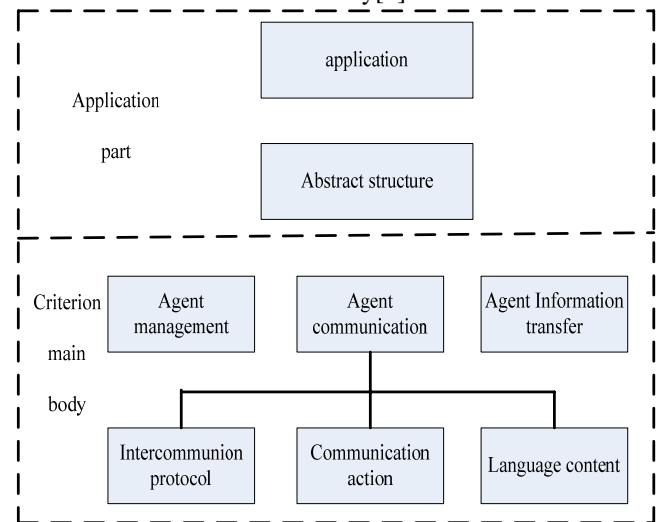 application
Application
part
Abstract structure
Criterion
main
body
Agent
management
Agent
communication
Agent Information
transfer
Intercommunion
protocol
Communication
action
Language content